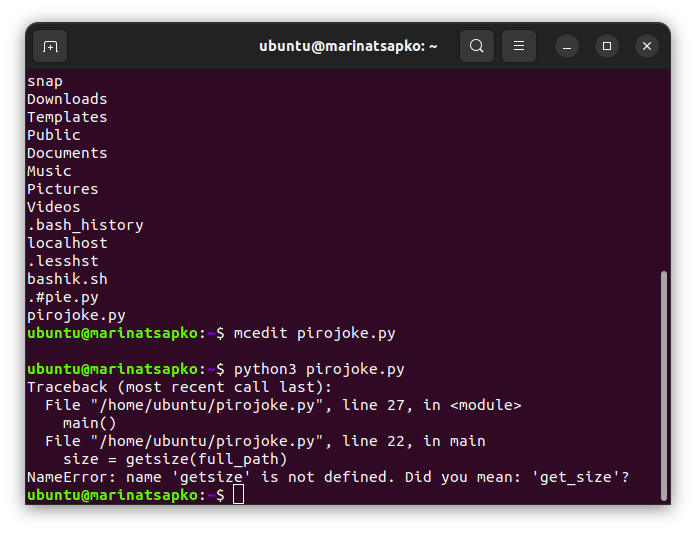 ubuntu@marinatsapko: ~
snap
Downloads
Templates
Public
Documents
Music
Pictures
Videos
.bash_history
localhost
.lesshst
bashik.sh
.#pie.py
pirojoke.py
ubuntu@marinatsapko:~$ mcedit pirojoke.py
ubuntu@marinatsapko:~$ python3 pirojoke.py
Traceback (most recent call last):
  File "/home/ubuntu/pirojoke.py", line 27, in <module>
    main()
  File "/home/ubuntu/pirojoke.py", line 22, in main
    size = getsize(full_path)
NameError: name 'getsize' is not defined. Did you mean: 'get_size'?
ubuntu@marinatsapko:~$